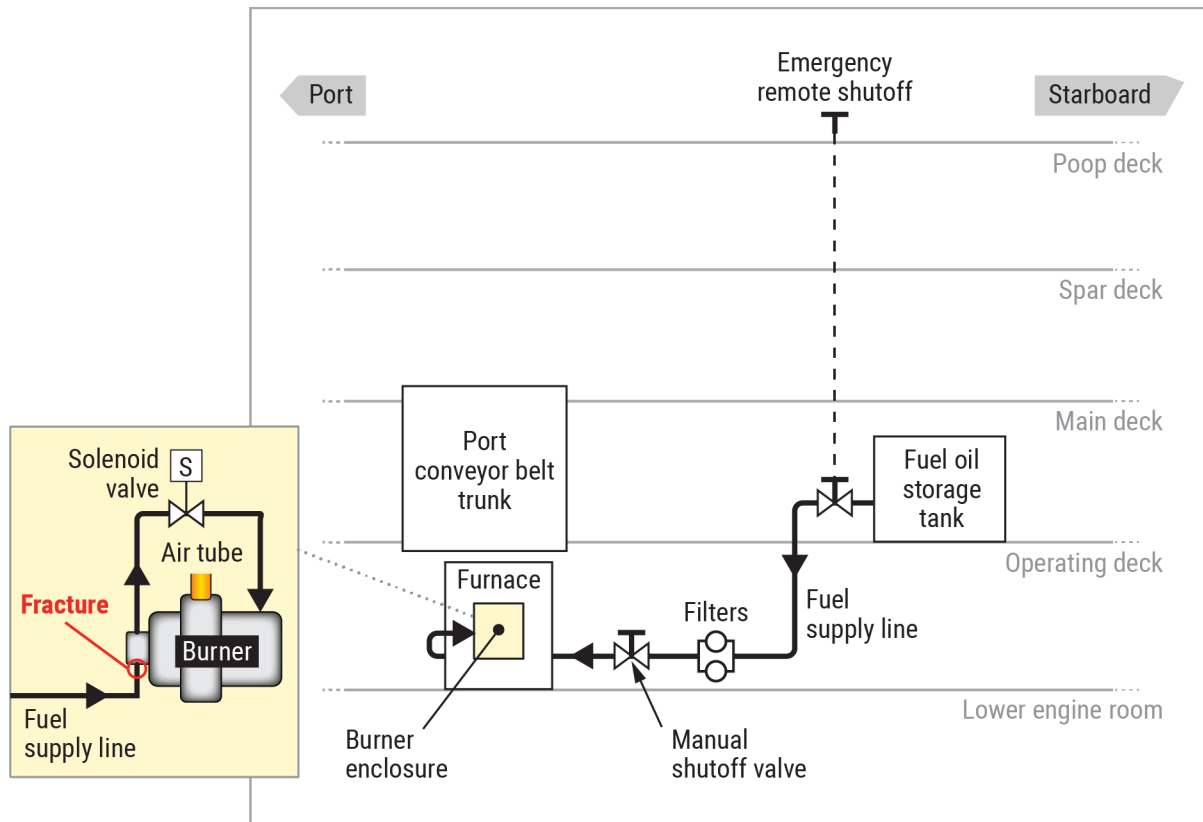 Port
Emergency
remote shutoff
Starboard
Poop deck
Spar deck
Main deck
Port
conveyor belt
trunk
Fuel oil
storage
tank
Operating deck
Solenoid
valve
S
Air tube
Fracture
Burner
Fuel
supply line
Furnace
Filters
Fuel
supply line
Lower engine room
Burner
enclosure
Manual
shutoff valve